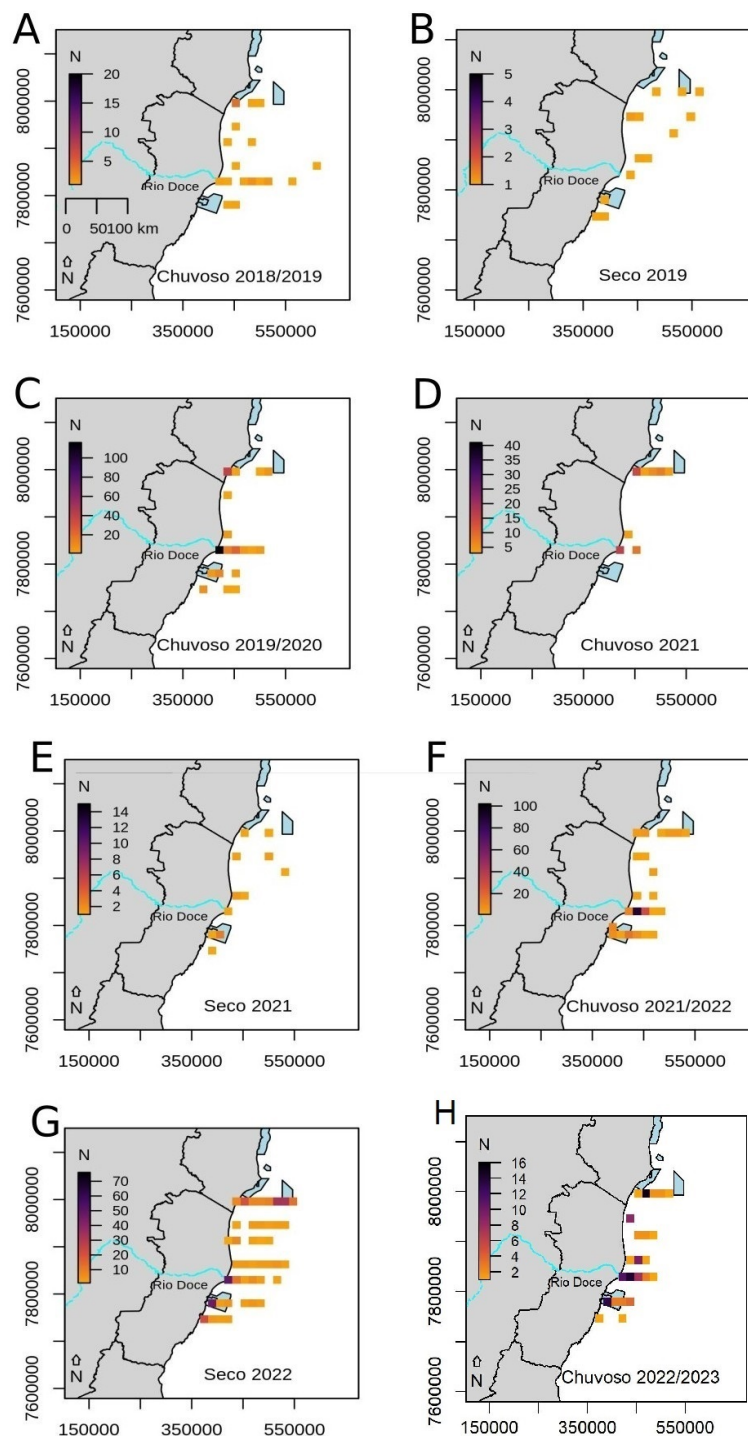 A
N
20
15
10
5
Rio Doce
0 50100 km
N
Chuvoso 2018/2019
8000000
7800000
7600000
150000 350000 550000
B
N
5
4
3
2
1
Rio Doce
N
Seco 2019
8000000
7800000
7600000
150000 350000 550000
C
N
100
80
60
40
20
Rio Doce
N
Chuvoso 2019/2020
8000000
7800000
7600000
150000 350000 550000
D
N
40
35
30
25
20
15
10
5
Rio Doce
N
Chuvoso 2021
8000000
7800000
7600000
150000 350000 550000
E
N
14
12
10
8
6
4
2
Rio Doce
N
Seco 2021
8000000
7800000
7600000
150000 350000 550000
F
N
100
80
60
40
20
Rio Doce
N
Chuvoso 2021/2022
8000000
7800000
7600000
150000 350000 550000
G
N
70
60
50
40
30
20
10
Rio Doce
N
Seco 2022
8000000
7800000
7600000
150000 350000 550000
H
N
16
14
12
10
8
6
4
2
Rio Doce
N
Chuvoso 2022/2023
8000000
7800000
7600000
150000 350000 550000